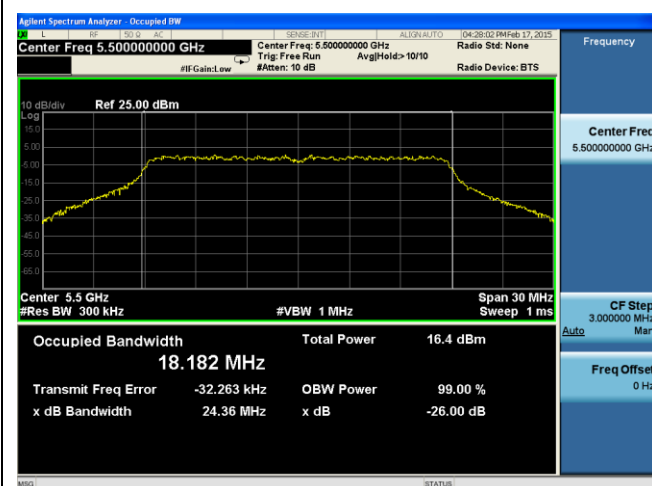 Agilent Spectrum Analyzer - Occupied BW
L RF 50 Ω AC SENSE:INT ALIGN AUTO 04:28:02 PM Feb 17, 2015
Center Freq 5.500000000 GHz
Center Freq: 5.500000000 GHz Radio Std: None
Trig: Free Run Avg|Hold:>10/10
#IFGain:Low #Atten: 10 dB Radio Device: BTS
Frequency
10 dB/div Ref 25.00 dBm
Log
15.0
5.00
-5.00
-15.0
-25.0
-35.0
-45.0
-55.0
-65.0
Center 5.5 GHz Span 30 MHz
#Res BW 300 kHz #VBW 1 MHz Sweep 1 ms
Occupied Bandwidth Total Power 16.4 dBm
18.182 MHz
Transmit Freq Error -32.263 kHz OBW Power 99.00 %
x dB Bandwidth 24.36 MHz x dB -26.00 dB
Center Freq
5.500000000 GHz
CF Step
3.000000 MHz
Auto Man
Freq Offset
0 Hz
MSG STATUS